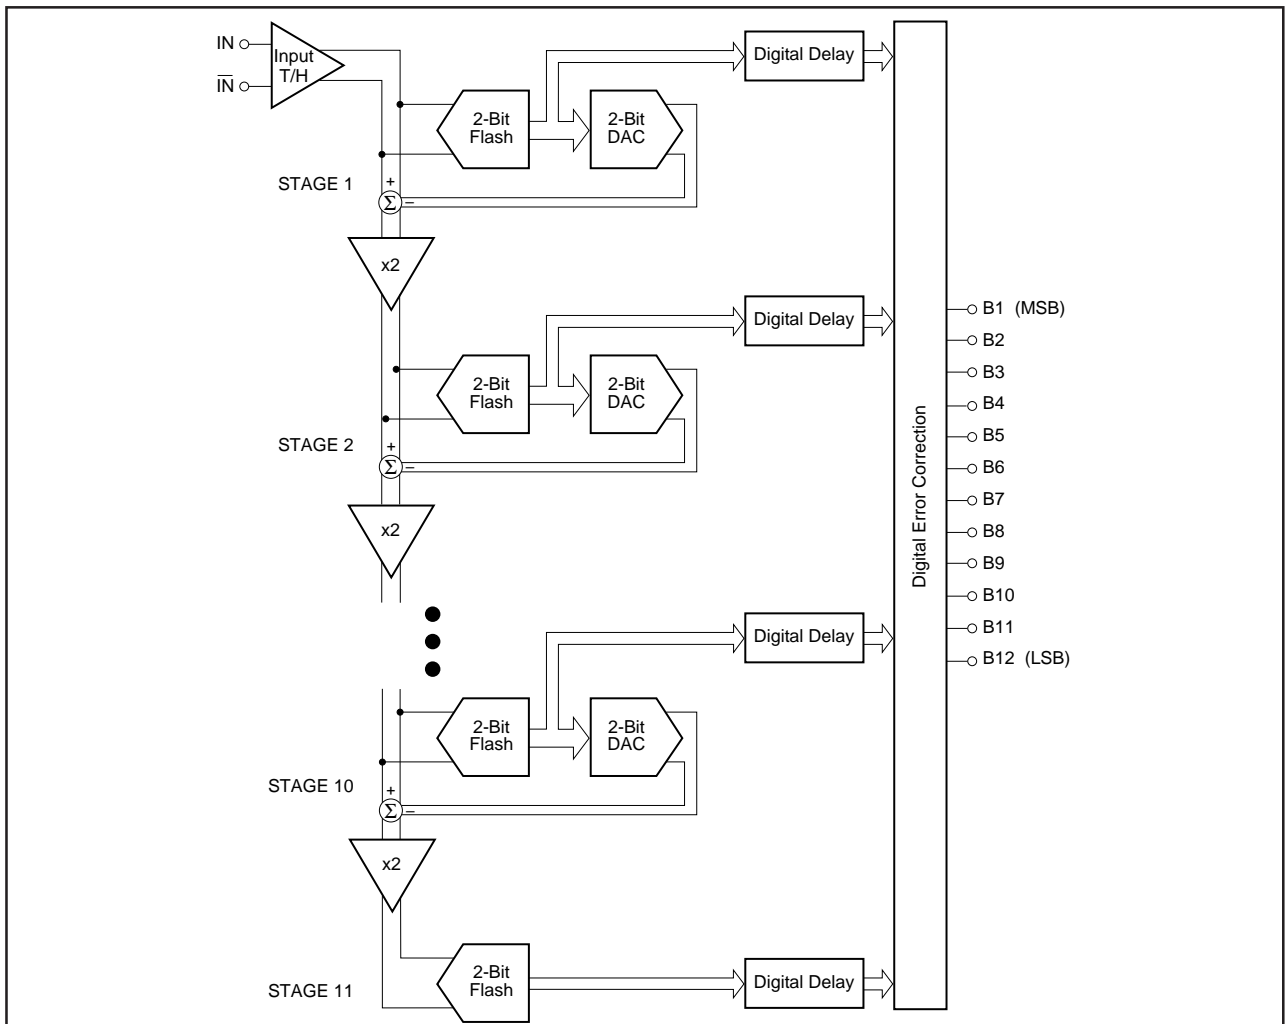 IN
I̅N̅
Input
T/H
2-Bit
Flash
2-Bit
DAC
Digital Delay
STAGE 1
+
Σ
–
x2
2-Bit
Flash
2-Bit
DAC
Digital Delay
STAGE 2
+
Σ
–
x2
2-Bit
Flash
2-Bit
DAC
Digital Delay
STAGE 10
+
Σ
–
x2
STAGE 11
2-Bit
Flash
Digital Delay
Digital Error Correction
B1 (MSB)
B2
B3
B4
B5
B6
B7
B8
B9
B10
B11
B12 (LSB)